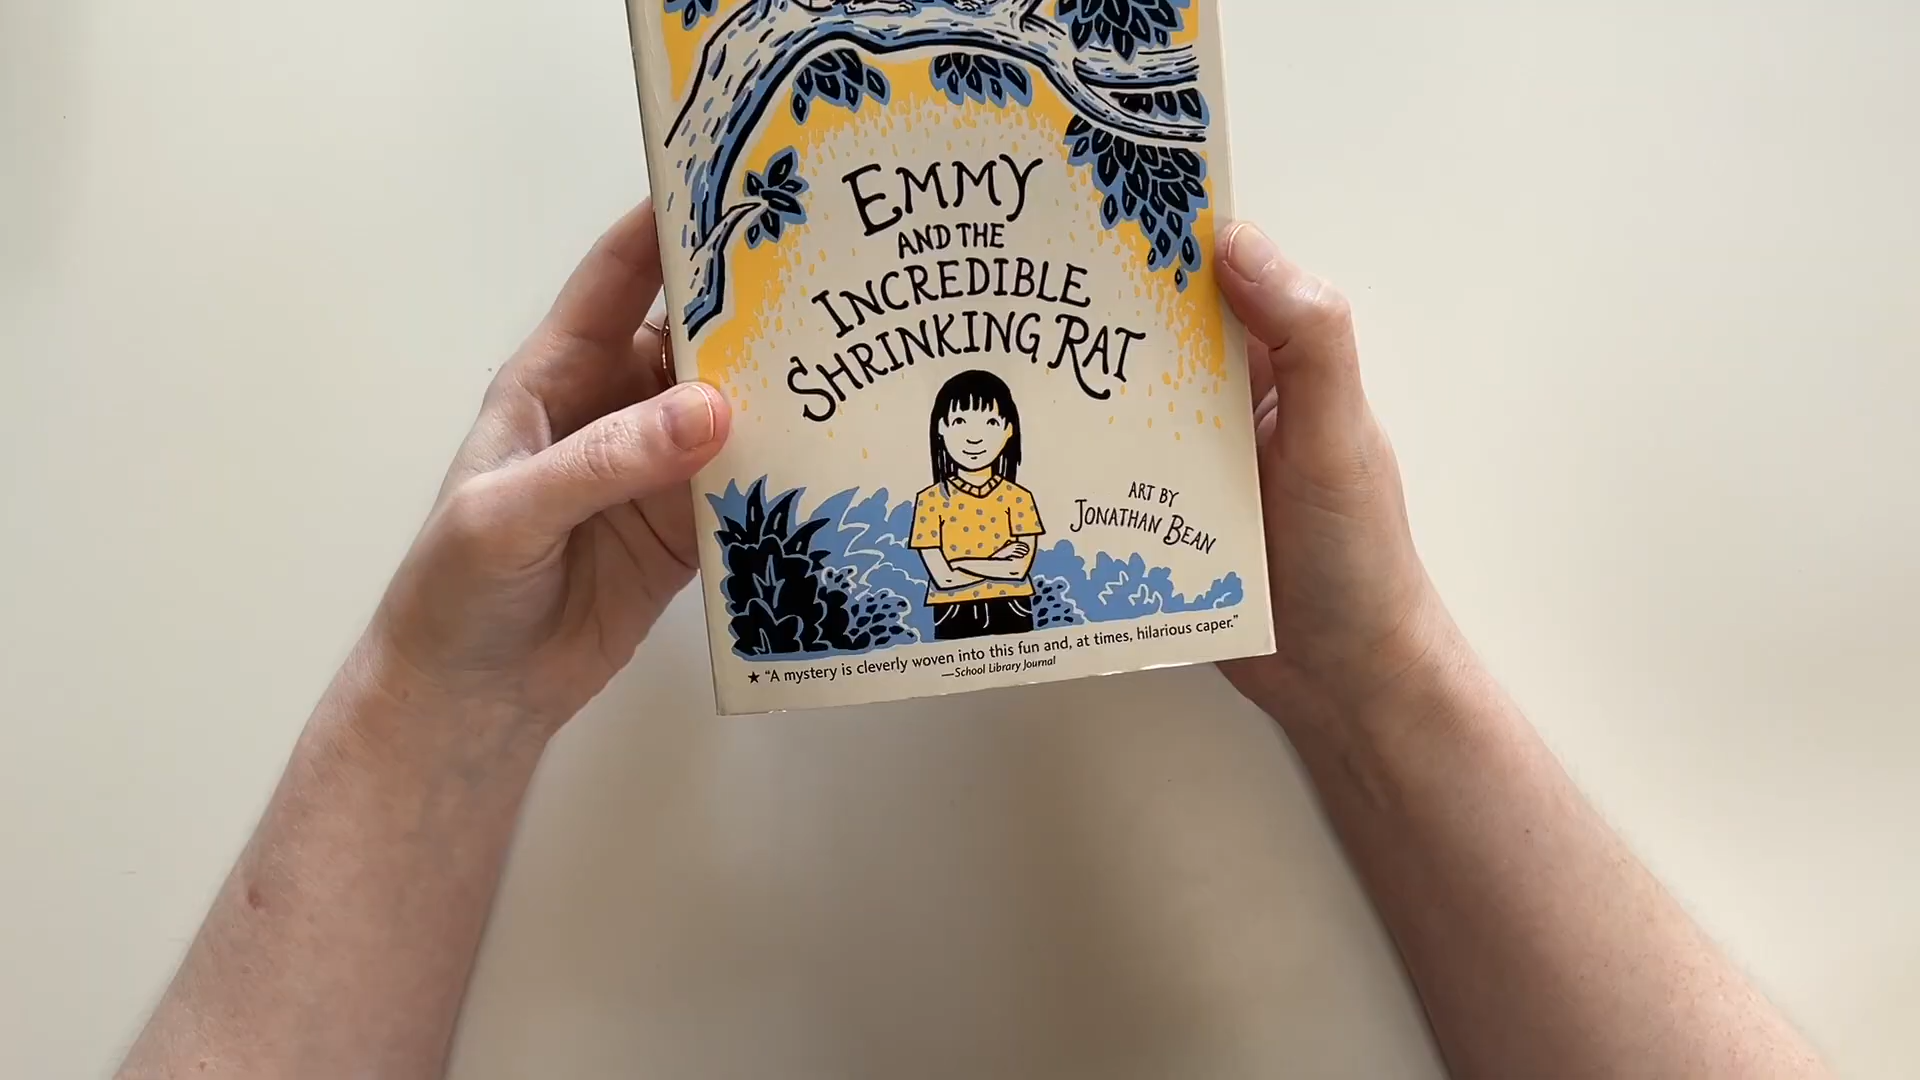 EMMY
AND THE
INCREDIBLE
SHRINKING RAT
ART BY
JONATHAN BEAN
★ "A mystery is cleverly woven into this fun and, at times, hilarious caper."
—School Library Journal